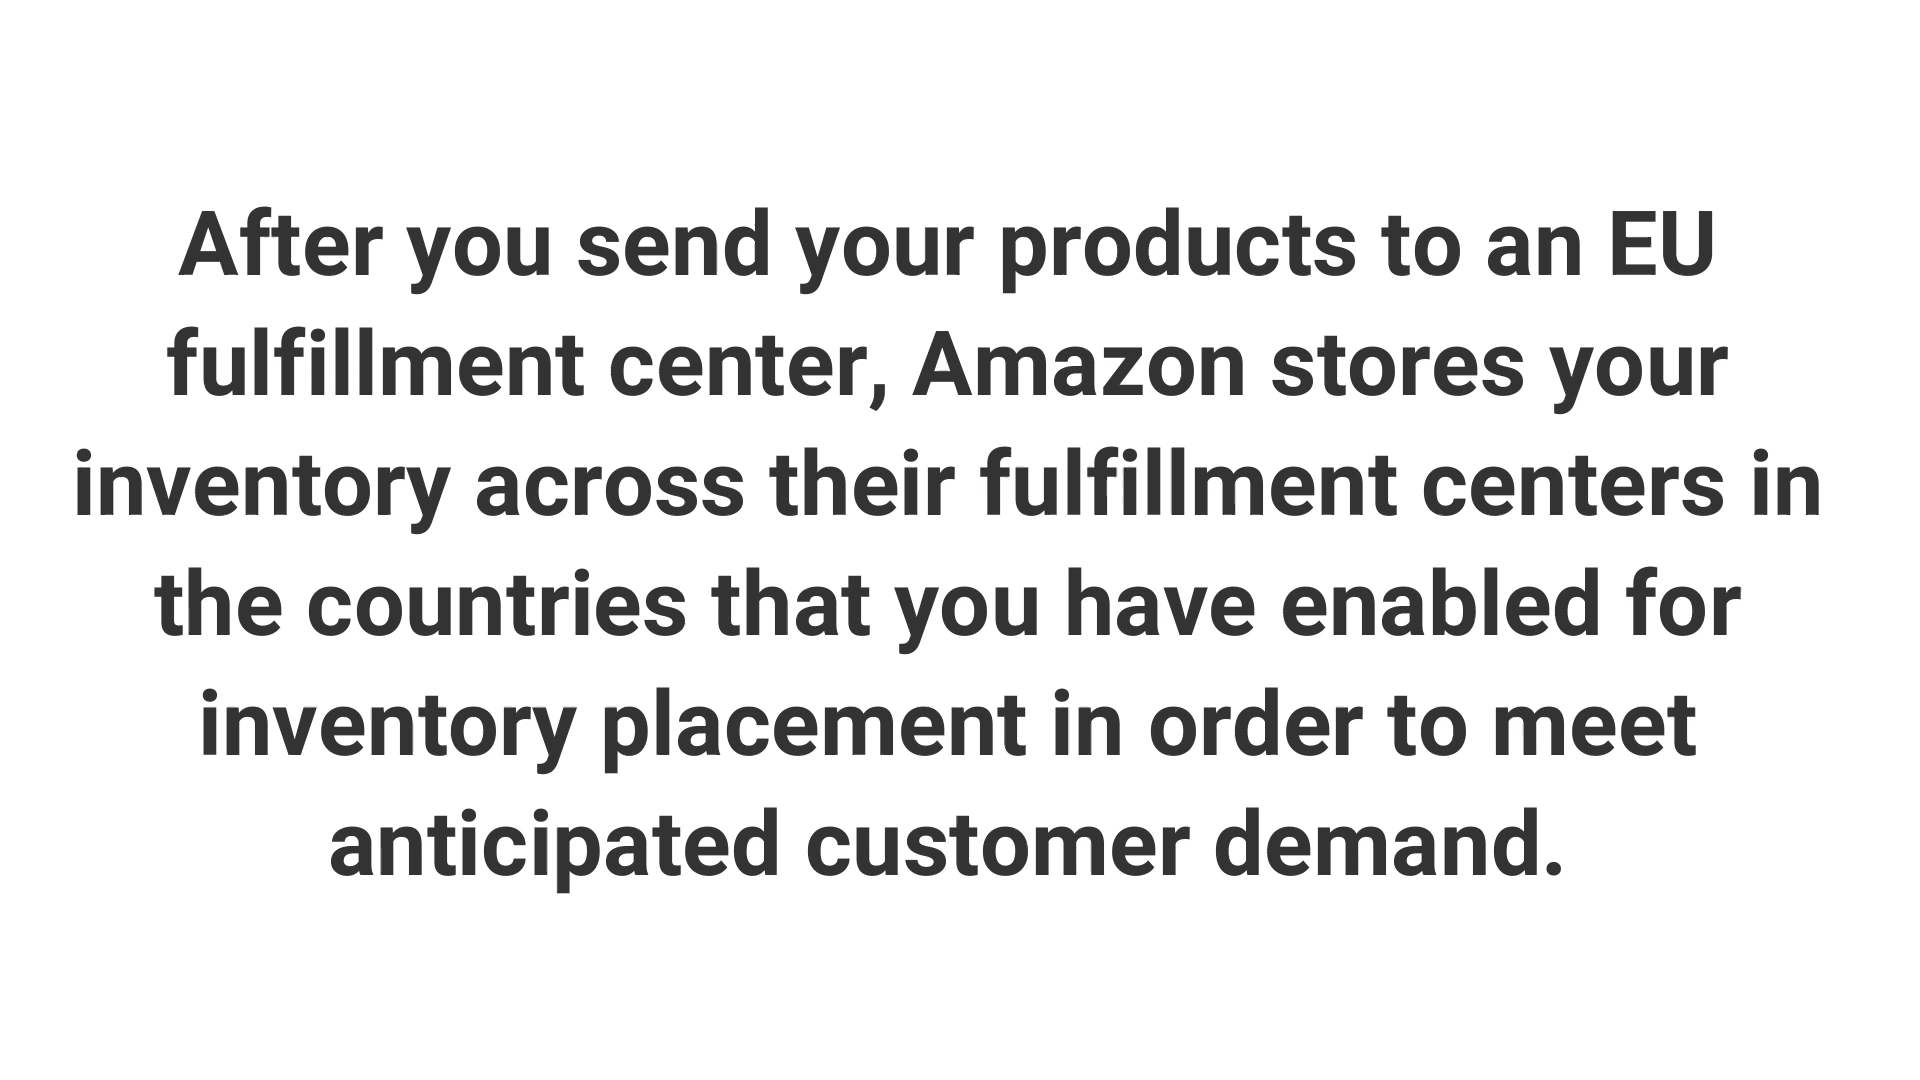 After you send your products to an EU
fulfillment center, Amazon stores your
inventory across their fulfillment centers in
the countries that you have enabled for
inventory placement in order to meet
anticipated customer demand.